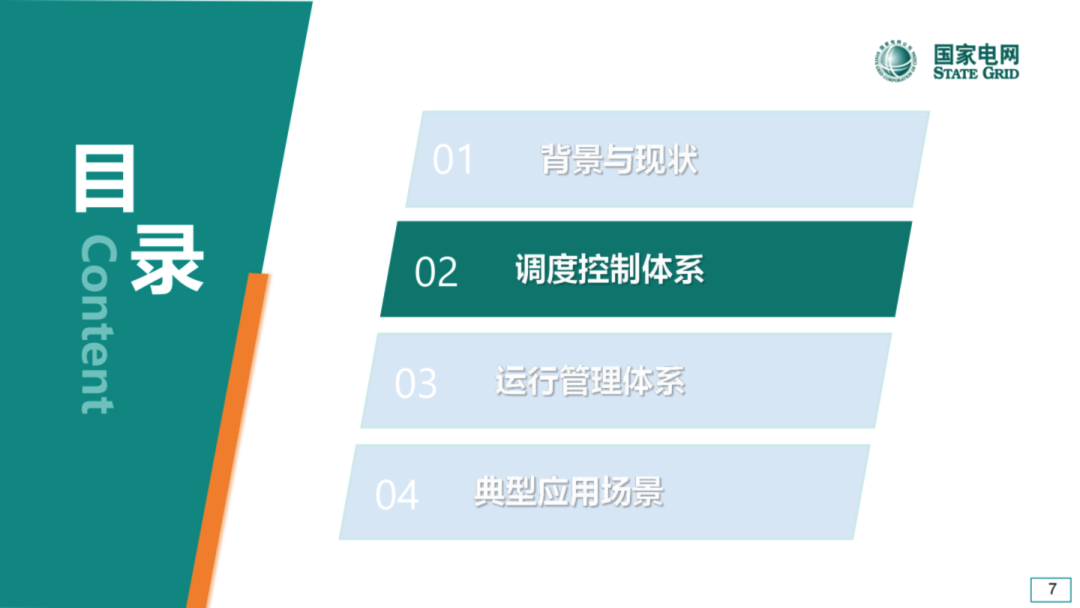 目录
Content
国家电网
STATE GRID
01 背景与现状
02 调度控制体系
03 运行管理体系
04 典型应用场景
7